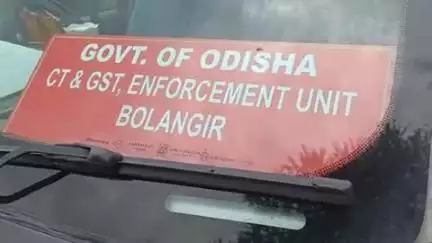 GOVT. OF ODISHA
CT & GST, ENFORCEMENT UNIT
BOLANGIR